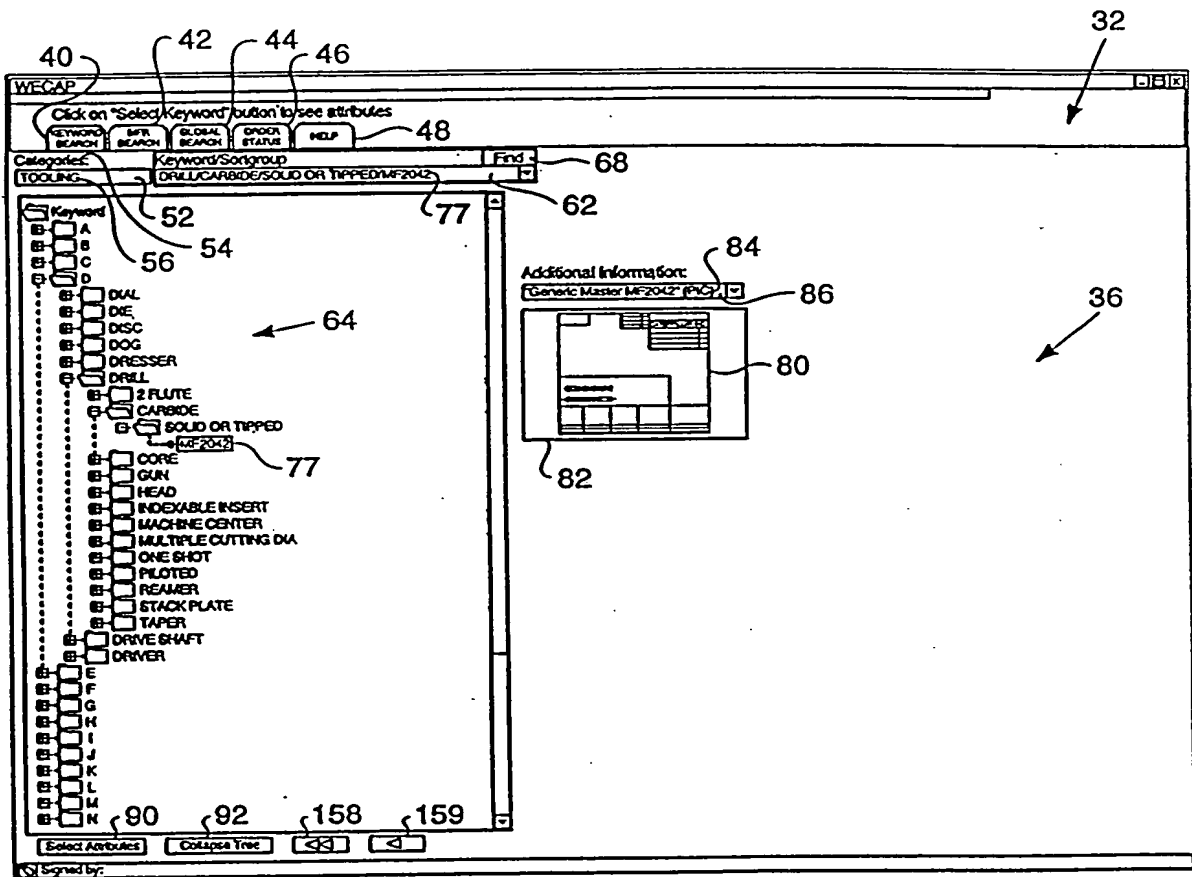 32
40 42 44 46
WECAP
Click on "Select Keyword" button to see attributes
KEYWORD SEARCH MFR SEARCH GLOBAL SEARCH ORDER STATUS HELP 48
Categories: Keyword/Sortgroup Find 68
TOOLING DRILL/CARBIDE/SOLID OR TIPPED/MF2042
52 77 62
54
56
Keyword
A
B
C
D
DIAL
DIE
DISC
DOG
DRESSER
DRILL
2 FLUTE
CARBIDE
SOLID OR TIPPED
MF2042
77
CORE
GUN
HEAD
INDEXABLE INSERT
MACHINE CENTER
MULTIPLE CUTTING DIA
ONE SHOT
PILOTED
REAMER
STACK PLATE
TAPER
DRIVE SHAFT
DRIVER
E
F
G
H
I
J
K
L
M
N
64
Additional Information: 84
"Generic Master MF2042" (PIC) 86
36
80
82
90 92 158 159
Select Attributes Collapse Tree
Signed by: